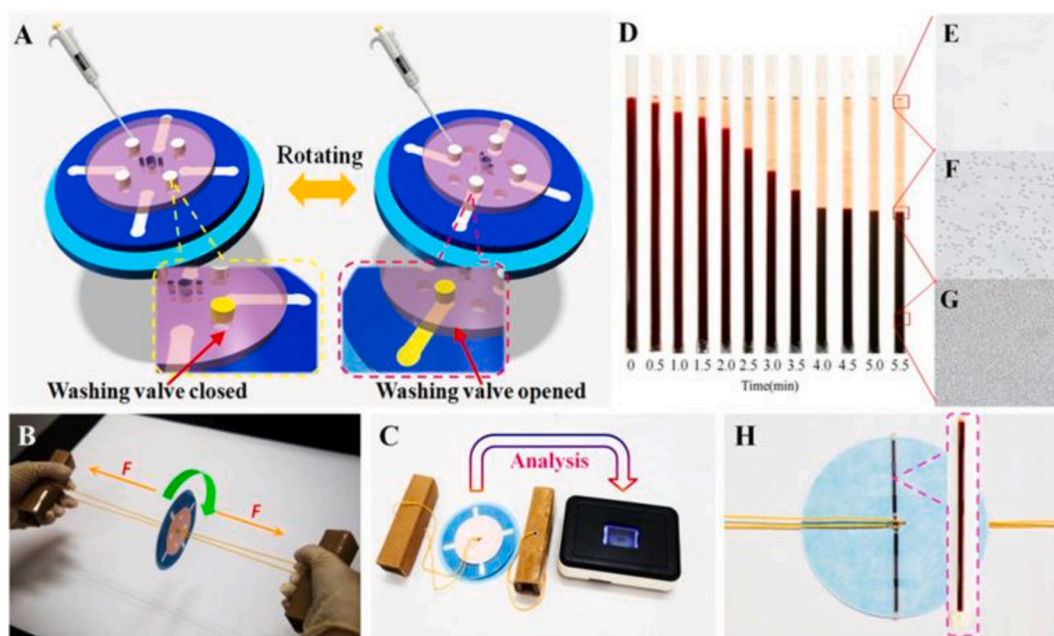 A
Rotating
Washing valve closed
Washing valve opened
D
0 0.5 1.0 1.5 2.0 2.5 3.0 3.5 4.0 4.5 5.0 5.5
Time(min)
E
F
G
B
F
F
C
Analysis
H